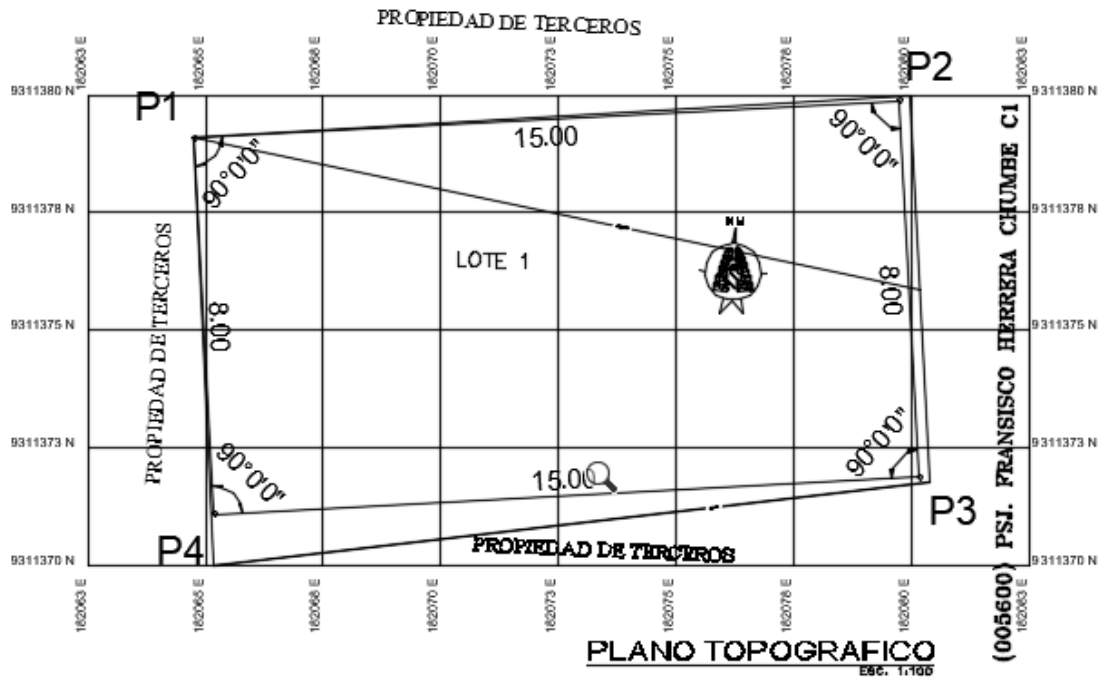 PROPIEDAD DE TERCEROS
182063 E
182065 E
182068 E
182070 E
182073 E
182075 E
182078 E
182080 E
182083 E
P2
9311380 N
9311380 N
P1
15.00
90°0'0"
90°0'0"
9311378 N
9311378 N
PROPIEDAD DE TERCEROS
LOTE 1
8.00
8.00
9311375 N
9311375 N
(005600) PSJ. FRANSISCO HERRERA CHUMBE C1
9311373 N
9311373 N
90°0'0"
90°0'0"
15.00
P3
P4
PROPIEDAD DE TERCEROS
9311370 N
9311370 N
182063 E
182065 E
182068 E
182070 E
182073 E
182075 E
182078 E
182080 E
182083 E
PLANO TOPOGRAFICO
ESC. 1:100